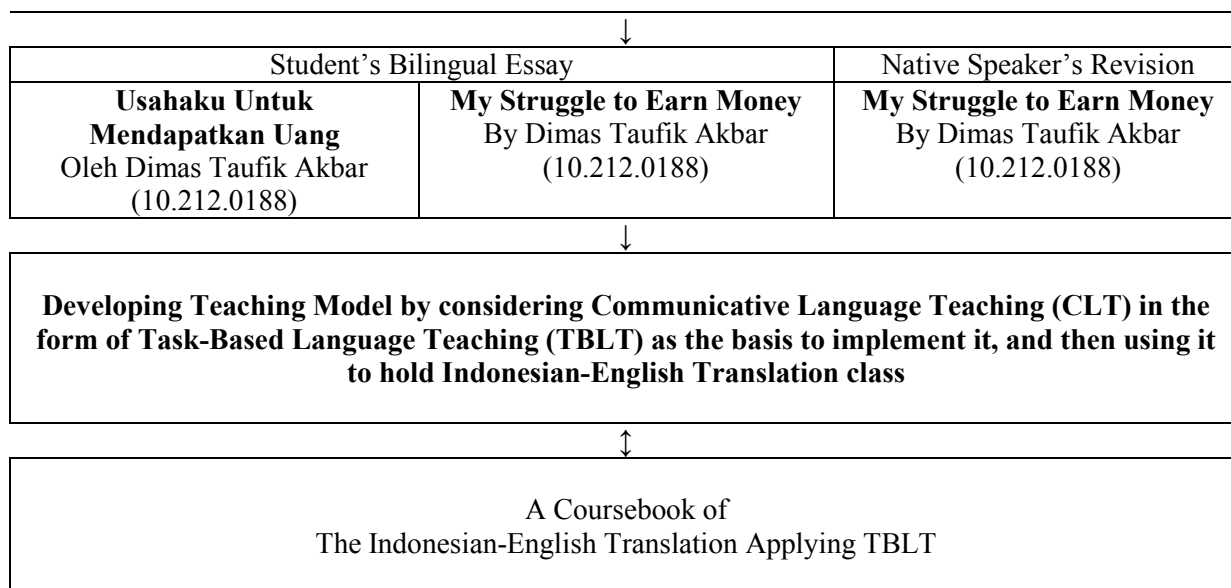 ↓
Student’s Bilingual Essay
Native Speaker’s Revision
Usahaku Untuk
Mendapatkan Uang
Oleh Dimas Taufik Akbar
(10.212.0188)
My Struggle to Earn Money
By Dimas Taufik Akbar
(10.212.0188)
My Struggle to Earn Money
By Dimas Taufik Akbar
(10.212.0188)
↓
Developing Teaching Model by considering Communicative Language Teaching (CLT) in the
form of Task-Based Language Teaching (TBLT) as the basis to implement it, and then using it
to hold Indonesian-English Translation class
↕
A Coursebook of
The Indonesian-English Translation Applying TBLT